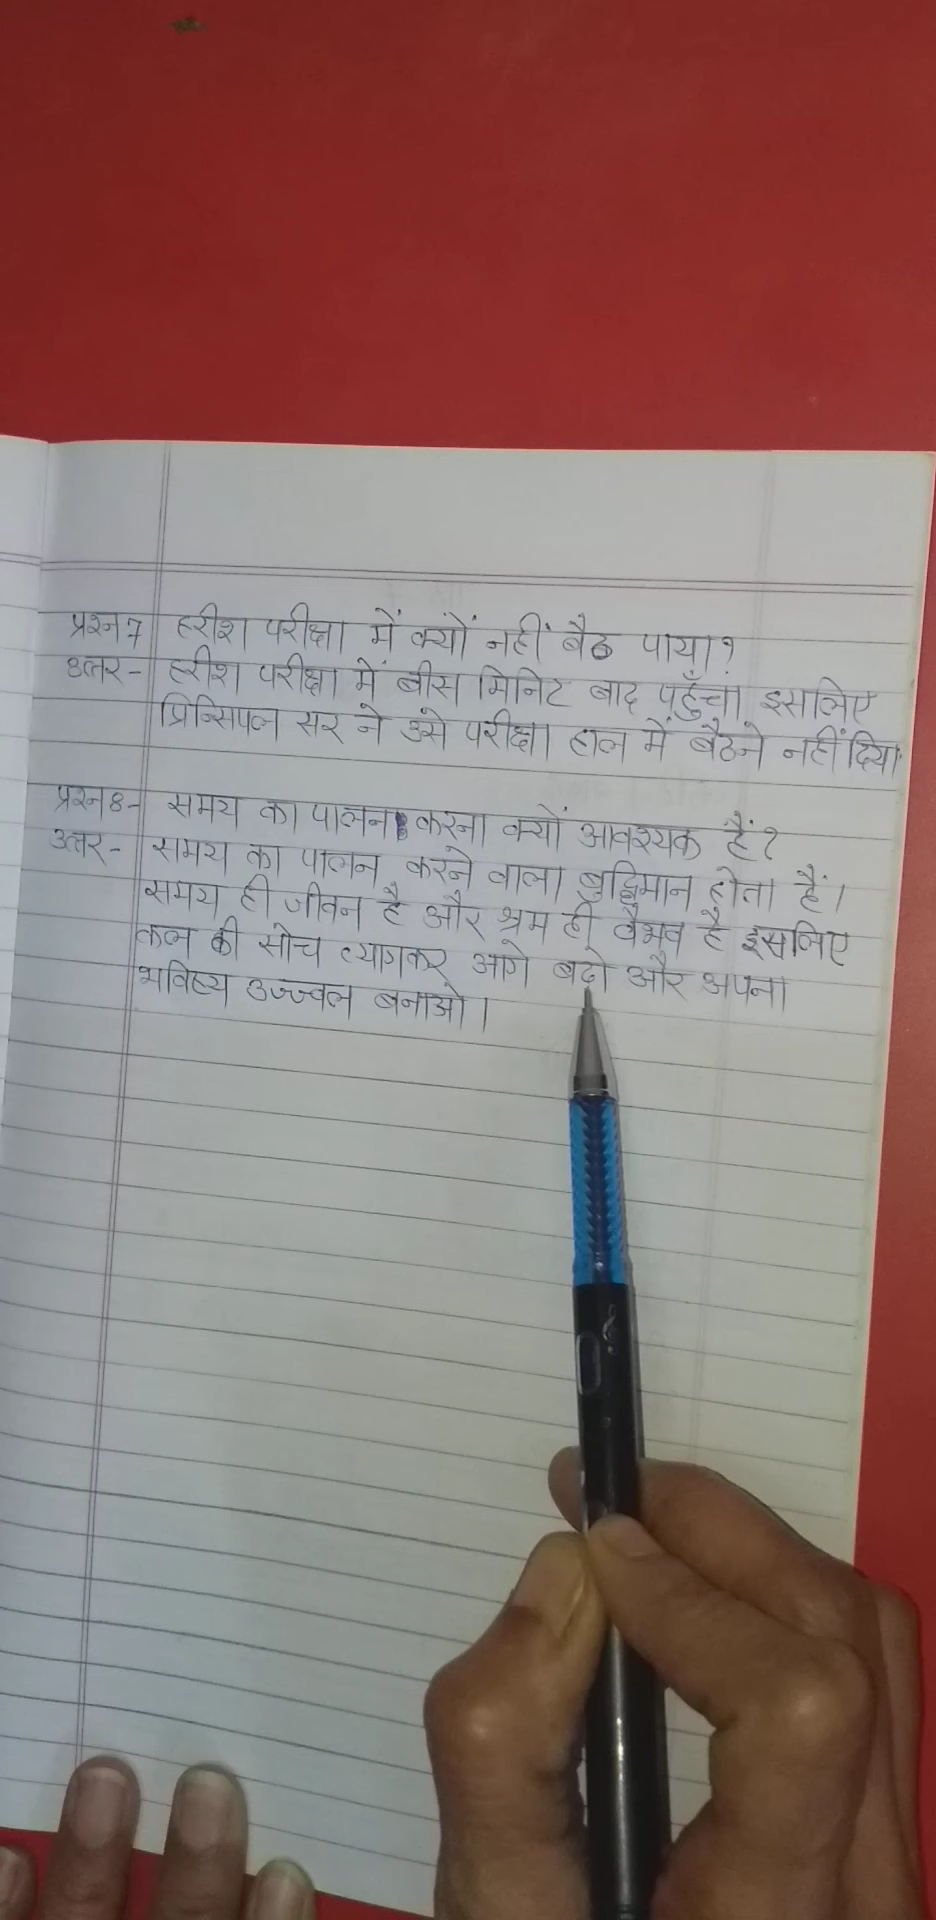 प्रश्न7 हरीश परीक्षा में क्यों नहीं बैठ पाया?
उत्तर- हरीश परीक्षा में बीस मिनिट बाद पहुँचा इसलिए
प्रिन्सिपल सर ने उसे परीक्षा हाल में बैठने नहीं दिया
प्रश्न8- समय का पालन करना क्यों आवश्यक हैं?
उत्तर- समय का पालन करने वाला बुद्धिमान होता हैं।
समय ही जीवन है और श्रम ही वैभव है इसलिए
कल की सोच त्यागकर आगे बढ़ो और अपना
भविष्य उज्ज्वल बनाओ।